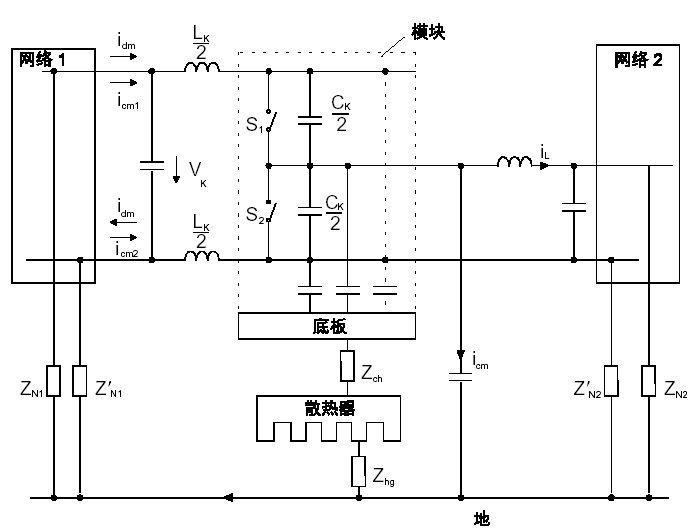 模块
网络 1
网络 2
i_dm
i_cm1
L_K/2
L_K/2
S_1
S_2
C_K/2
C_K/2
V_K
i_dm
i_cm2
i_L
底板
Z_ch
散热器
Z_hg
i_cm
Z_N1
Z'_N1
Z'_N2
Z_N2
地